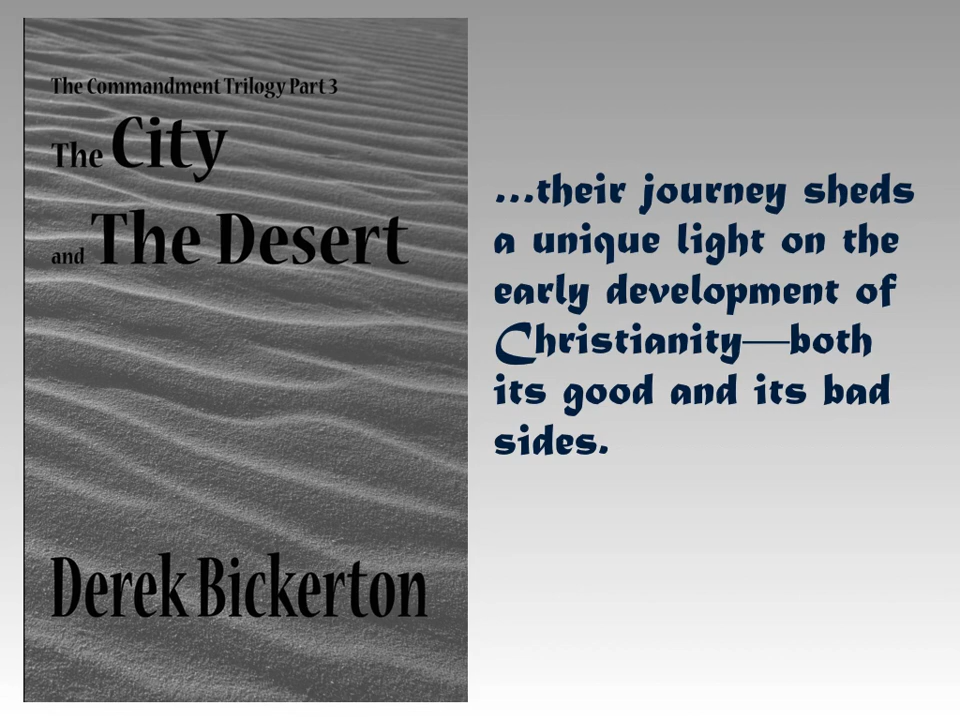 The Commandment Trilogy Part 3
The City
and The Desert
Derek Bickerton
...their journey sheds
a unique light on the
early development of
Christianity—both
its good and its bad
sides.